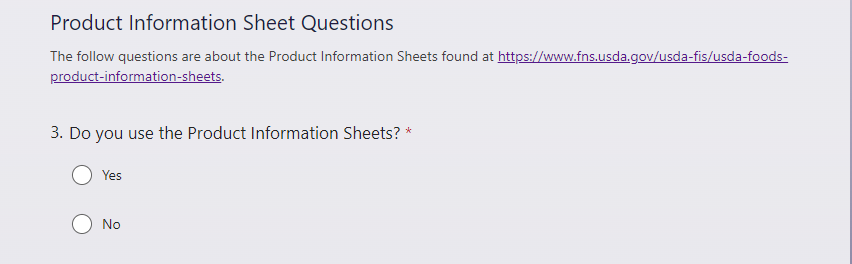 Product Information Sheet Questions
The follow questions are about the Product Information Sheets found at https://www.fns.usda.gov/usda-fis/usda-foods-
product-information-sheets.
3. Do you use the Product Information Sheets? *
Yes
No